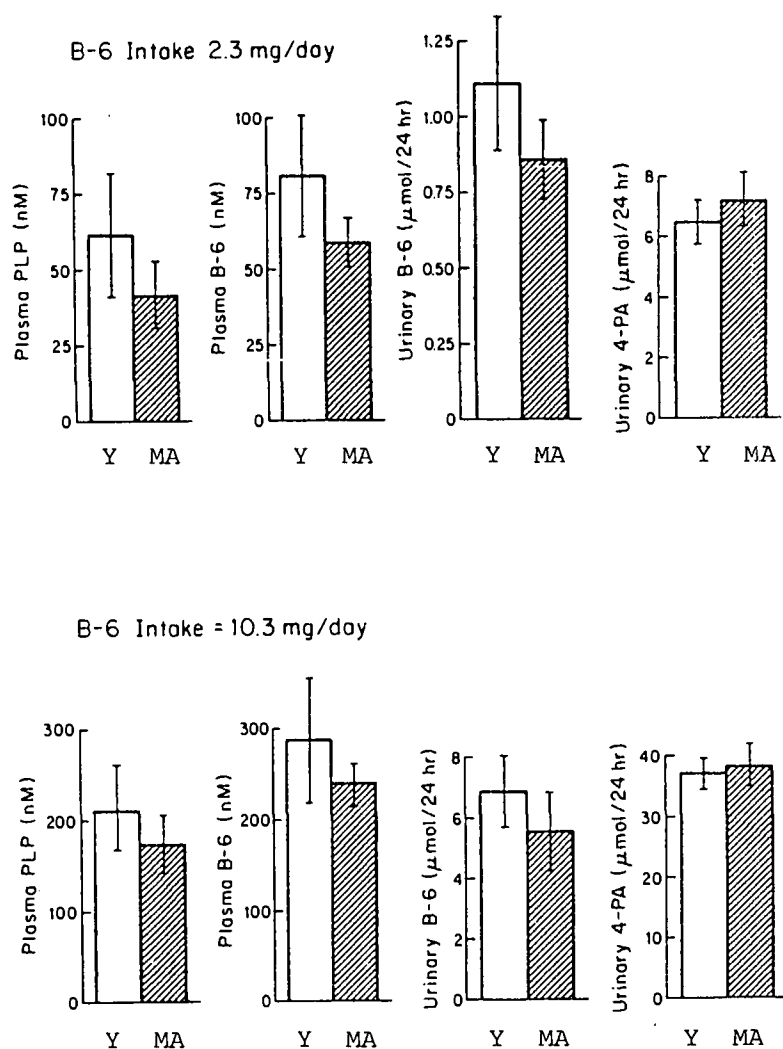 B-6 Intake 2.3 mg/day
Plasma PLP (nM)
100
75
50
25
0
Y MA
Plasma B-6 (nM)
100
75
50
25
0
Y MA
Urinary B-6 (μmol/24 hr)
1.25
1.00
0.75
0.50
0.25
0
Y MA
Urinary 4-PA (μmol/24 hr)
8
6
4
2
0
Y MA
B-6 Intake = 10.3 mg/day
Plasma PLP (nM)
300
200
100
0
Y MA
Plasma B-6 (nM)
300
200
100
0
Y MA
Urinary B-6 (μmol/24 hr)
8
6
4
2
0
Y MA
Urinary 4-PA (μmol/24 hr)
40
30
20
10
0
Y MA